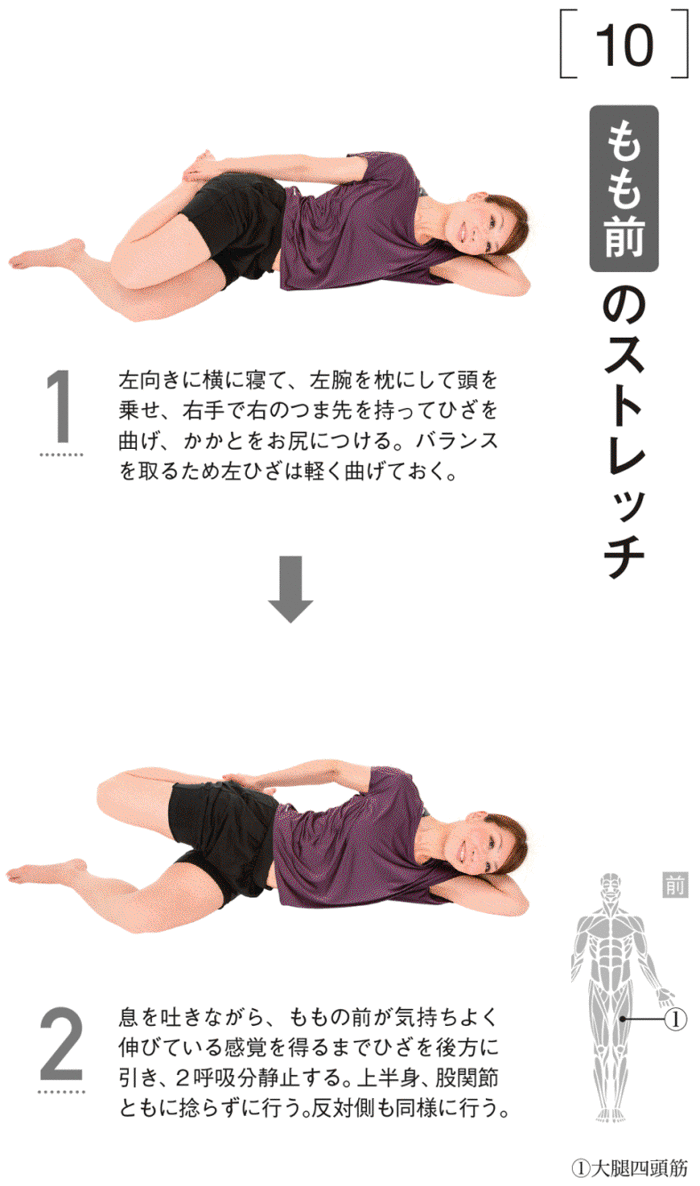 [10]
もも前のストレッチ
1
左向きに横に寝て、左腕を枕にして頭を
乗せ、右手で右のつま先を持ってひざを
曲げ、かかとをお尻につける。バランス
を取るため左ひざは軽く曲げておく。
2
息を吐きながら、ももの前が気持ちよく
伸びている感覚を得るまでひざを後方に
引き、2呼吸分静止する。上半身、股関節
ともに捻らずに行う。反対側も同様に行う。
前
①
①大腿四頭筋